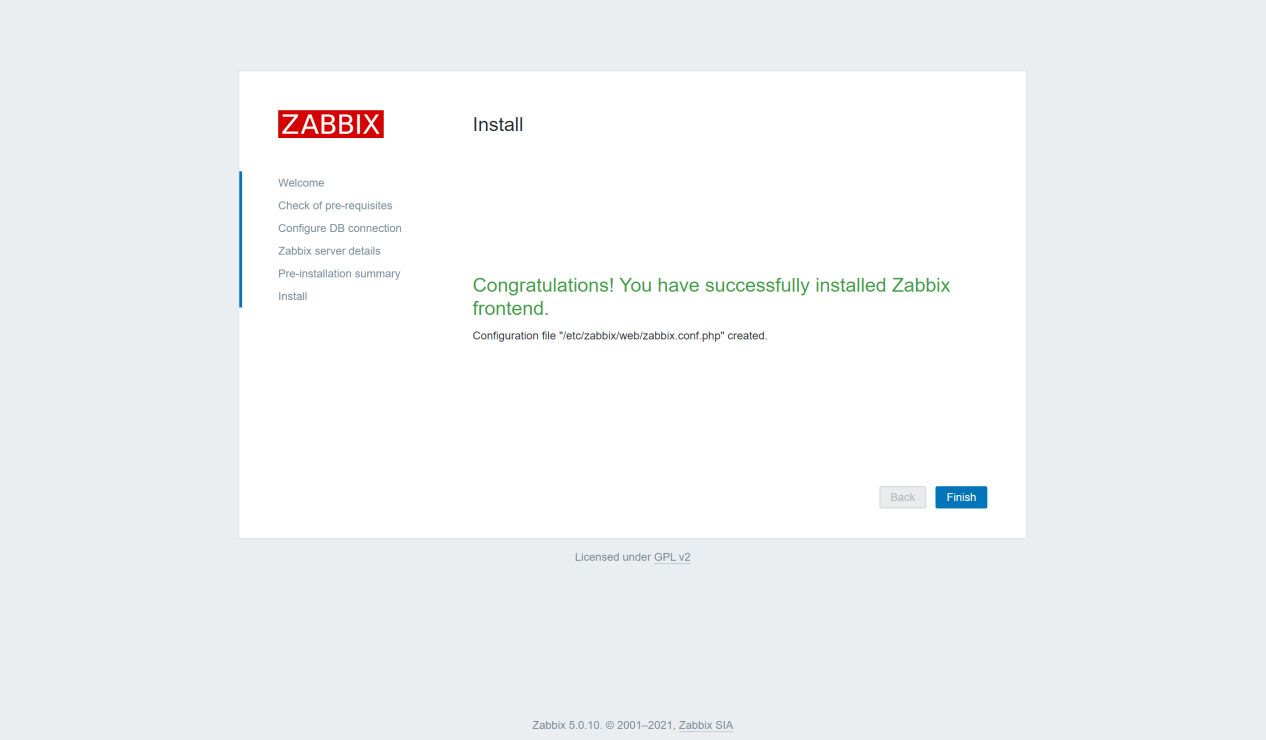 ZABBIX
Install
Welcome
Check of pre-requisites
Configure DB connection
Zabbix server details
Pre-installation summary
Install
Congratulations! You have successfully installed Zabbix
frontend.
Configuration file "/etc/zabbix/web/zabbix.conf.php" created.
Back
Finish
Licensed under GPL v2
Zabbix 5.0.10. © 2001–2021, Zabbix SIA